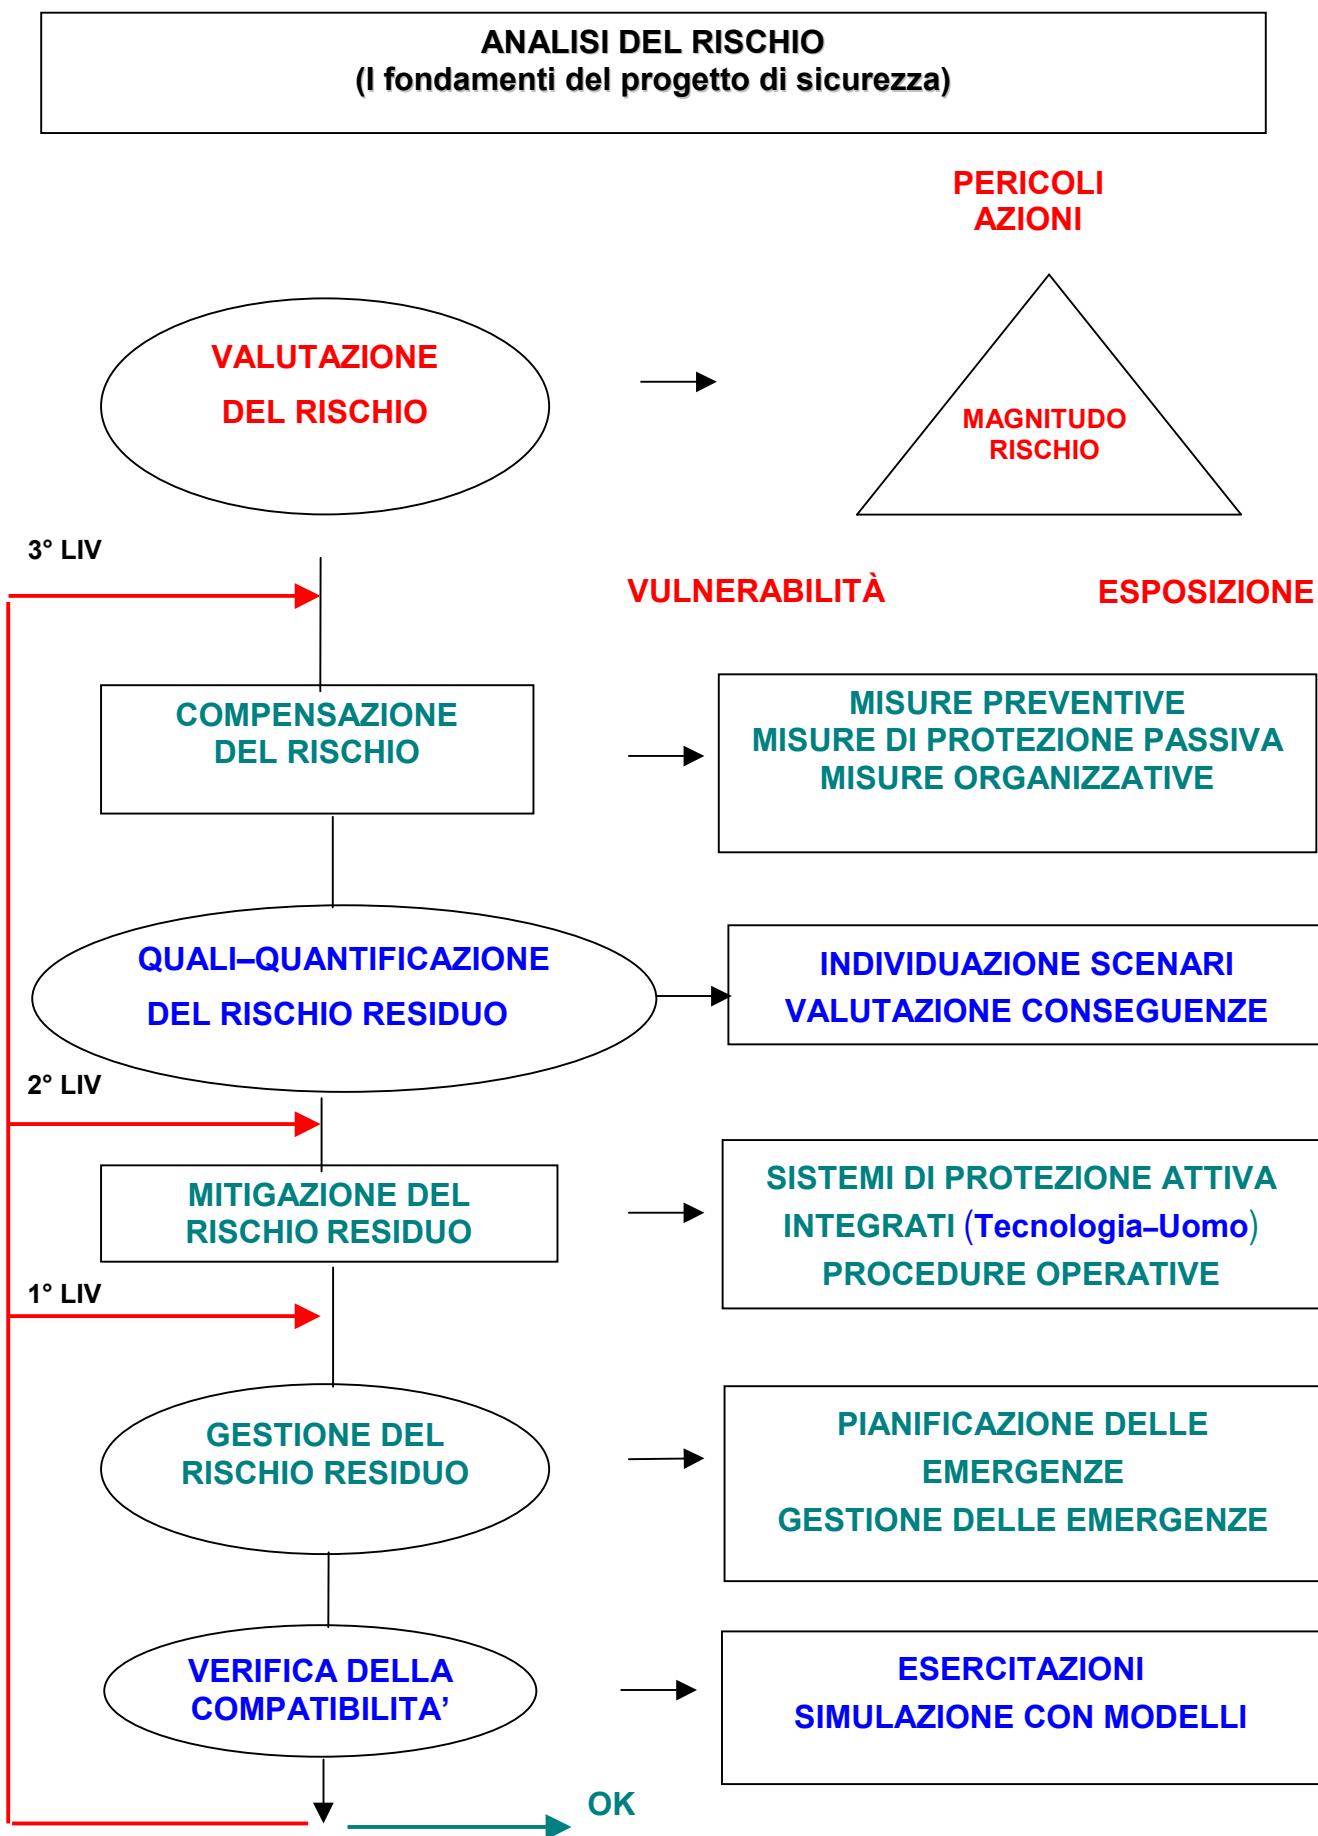 ANALISI DEL RISCHIO
(I fondamenti del progetto di sicurezza)
PERICOLI
AZIONI
VALUTAZIONE
DEL RISCHIO
MAGNITUDO
RISCHIO
3° LIV
VULNERABILITÀ
ESPOSIZIONE
COMPENSAZIONE
DEL RISCHIO
MISURE PREVENTIVE
MISURE DI PROTEZIONE PASSIVA
MISURE ORGANIZZATIVE
QUALI–QUANTIFICAZIONE
DEL RISCHIO RESIDUO
INDIVIDUAZIONE SCENARI
VALUTAZIONE CONSEGUENZE
2° LIV
MITIGAZIONE DEL
RISCHIO RESIDUO
SISTEMI DI PROTEZIONE ATTIVA
INTEGRATI (Tecnologia–Uomo)
PROCEDURE OPERATIVE
1° LIV
GESTIONE DEL
RISCHIO RESIDUO
PIANIFICAZIONE DELLE
EMERGENZE
GESTIONE DELLE EMERGENZE
VERIFICA DELLA
COMPATIBILITA’
ESERCITAZIONI
SIMULAZIONE CON MODELLI
OK